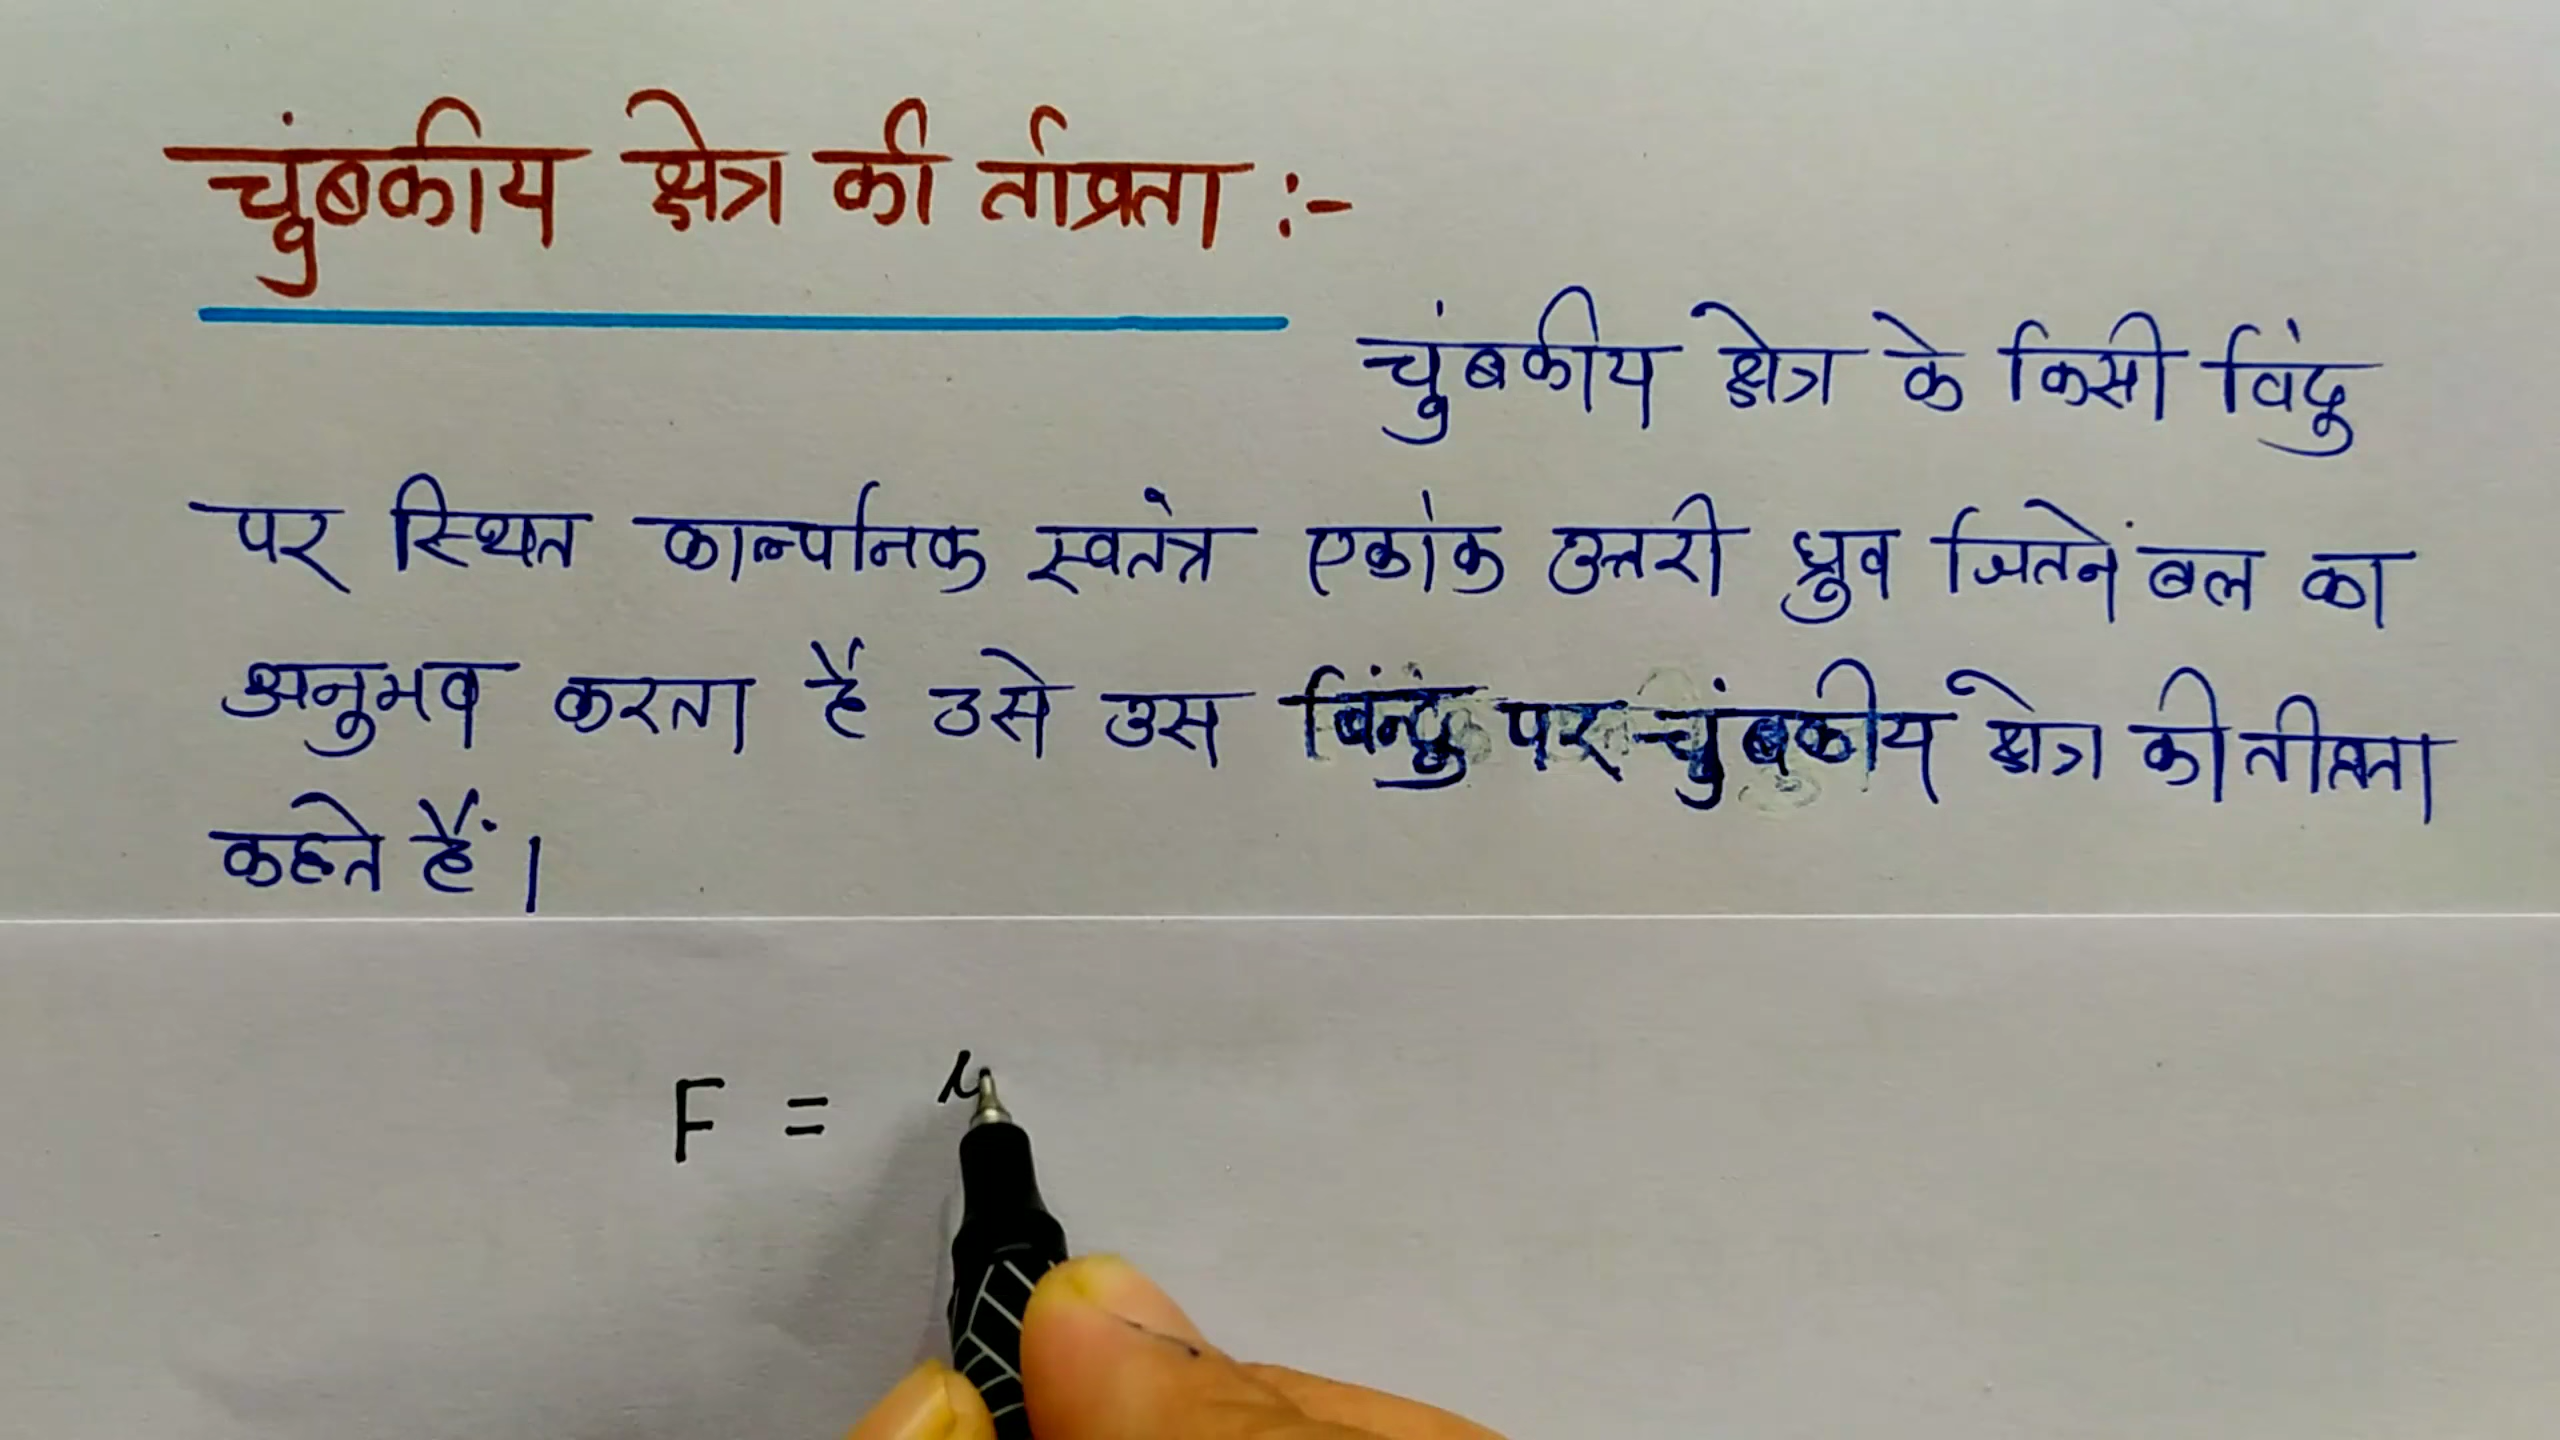 चुंबकीय क्षेत्र की तीव्रता :-
चुंबकीय क्षेत्र के किसी विंदु
पर स्थित काल्पनिक स्वतंत्र एकांक उत्तरी ध्रुव जितनें बल का
अनुभव करता है उसे उस बिंन्दुं पर चुंबकीय क्षेत्र की तीव्रता
कहते हैं।
F = μ